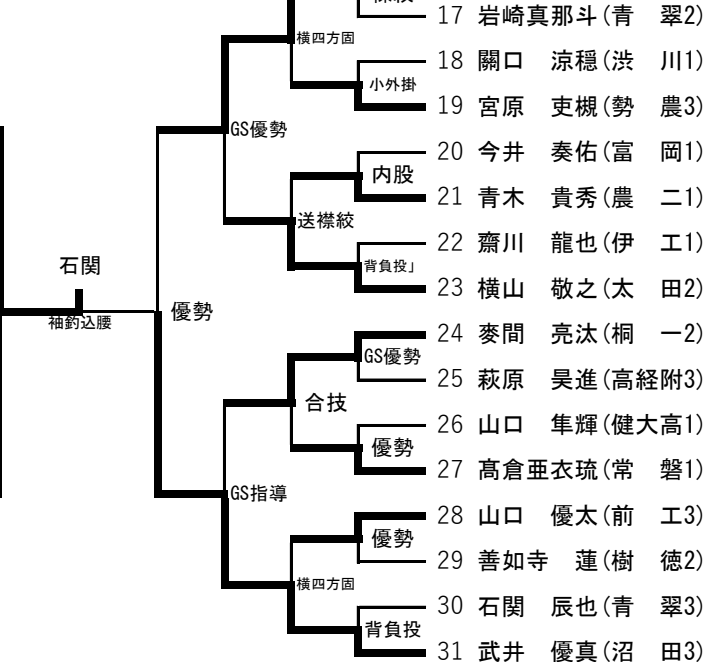 17 岩崎真那斗(青　翠2)
横四方固
18 關口　涼穏(渋　川1)
小外掛
19 宮原　吏槻(勢　農3)
GS優勢
20 今井　奏佑(富　岡1)
内股
21 青木　貴秀(農　二1)
送襟絞
22 齋川　龍也(伊　工1)
背負投」
23 横山　敬之(太　田2)
石関
優勢
袖釣込腰
24 麥間　亮汰(桐　一2)
GS優勢
25 萩原　昊進(高経附3)
合技
26 山口　隼輝(健大高1)
優勢
27 髙倉亜衣琉(常　磐1)
GS指導
28 山口　優太(前　工3)
優勢
29 善如寺　蓮(樹　徳2)
横四方固
30 石関　辰也(青　翠3)
背負投
31 武井　優真(沼　田3)